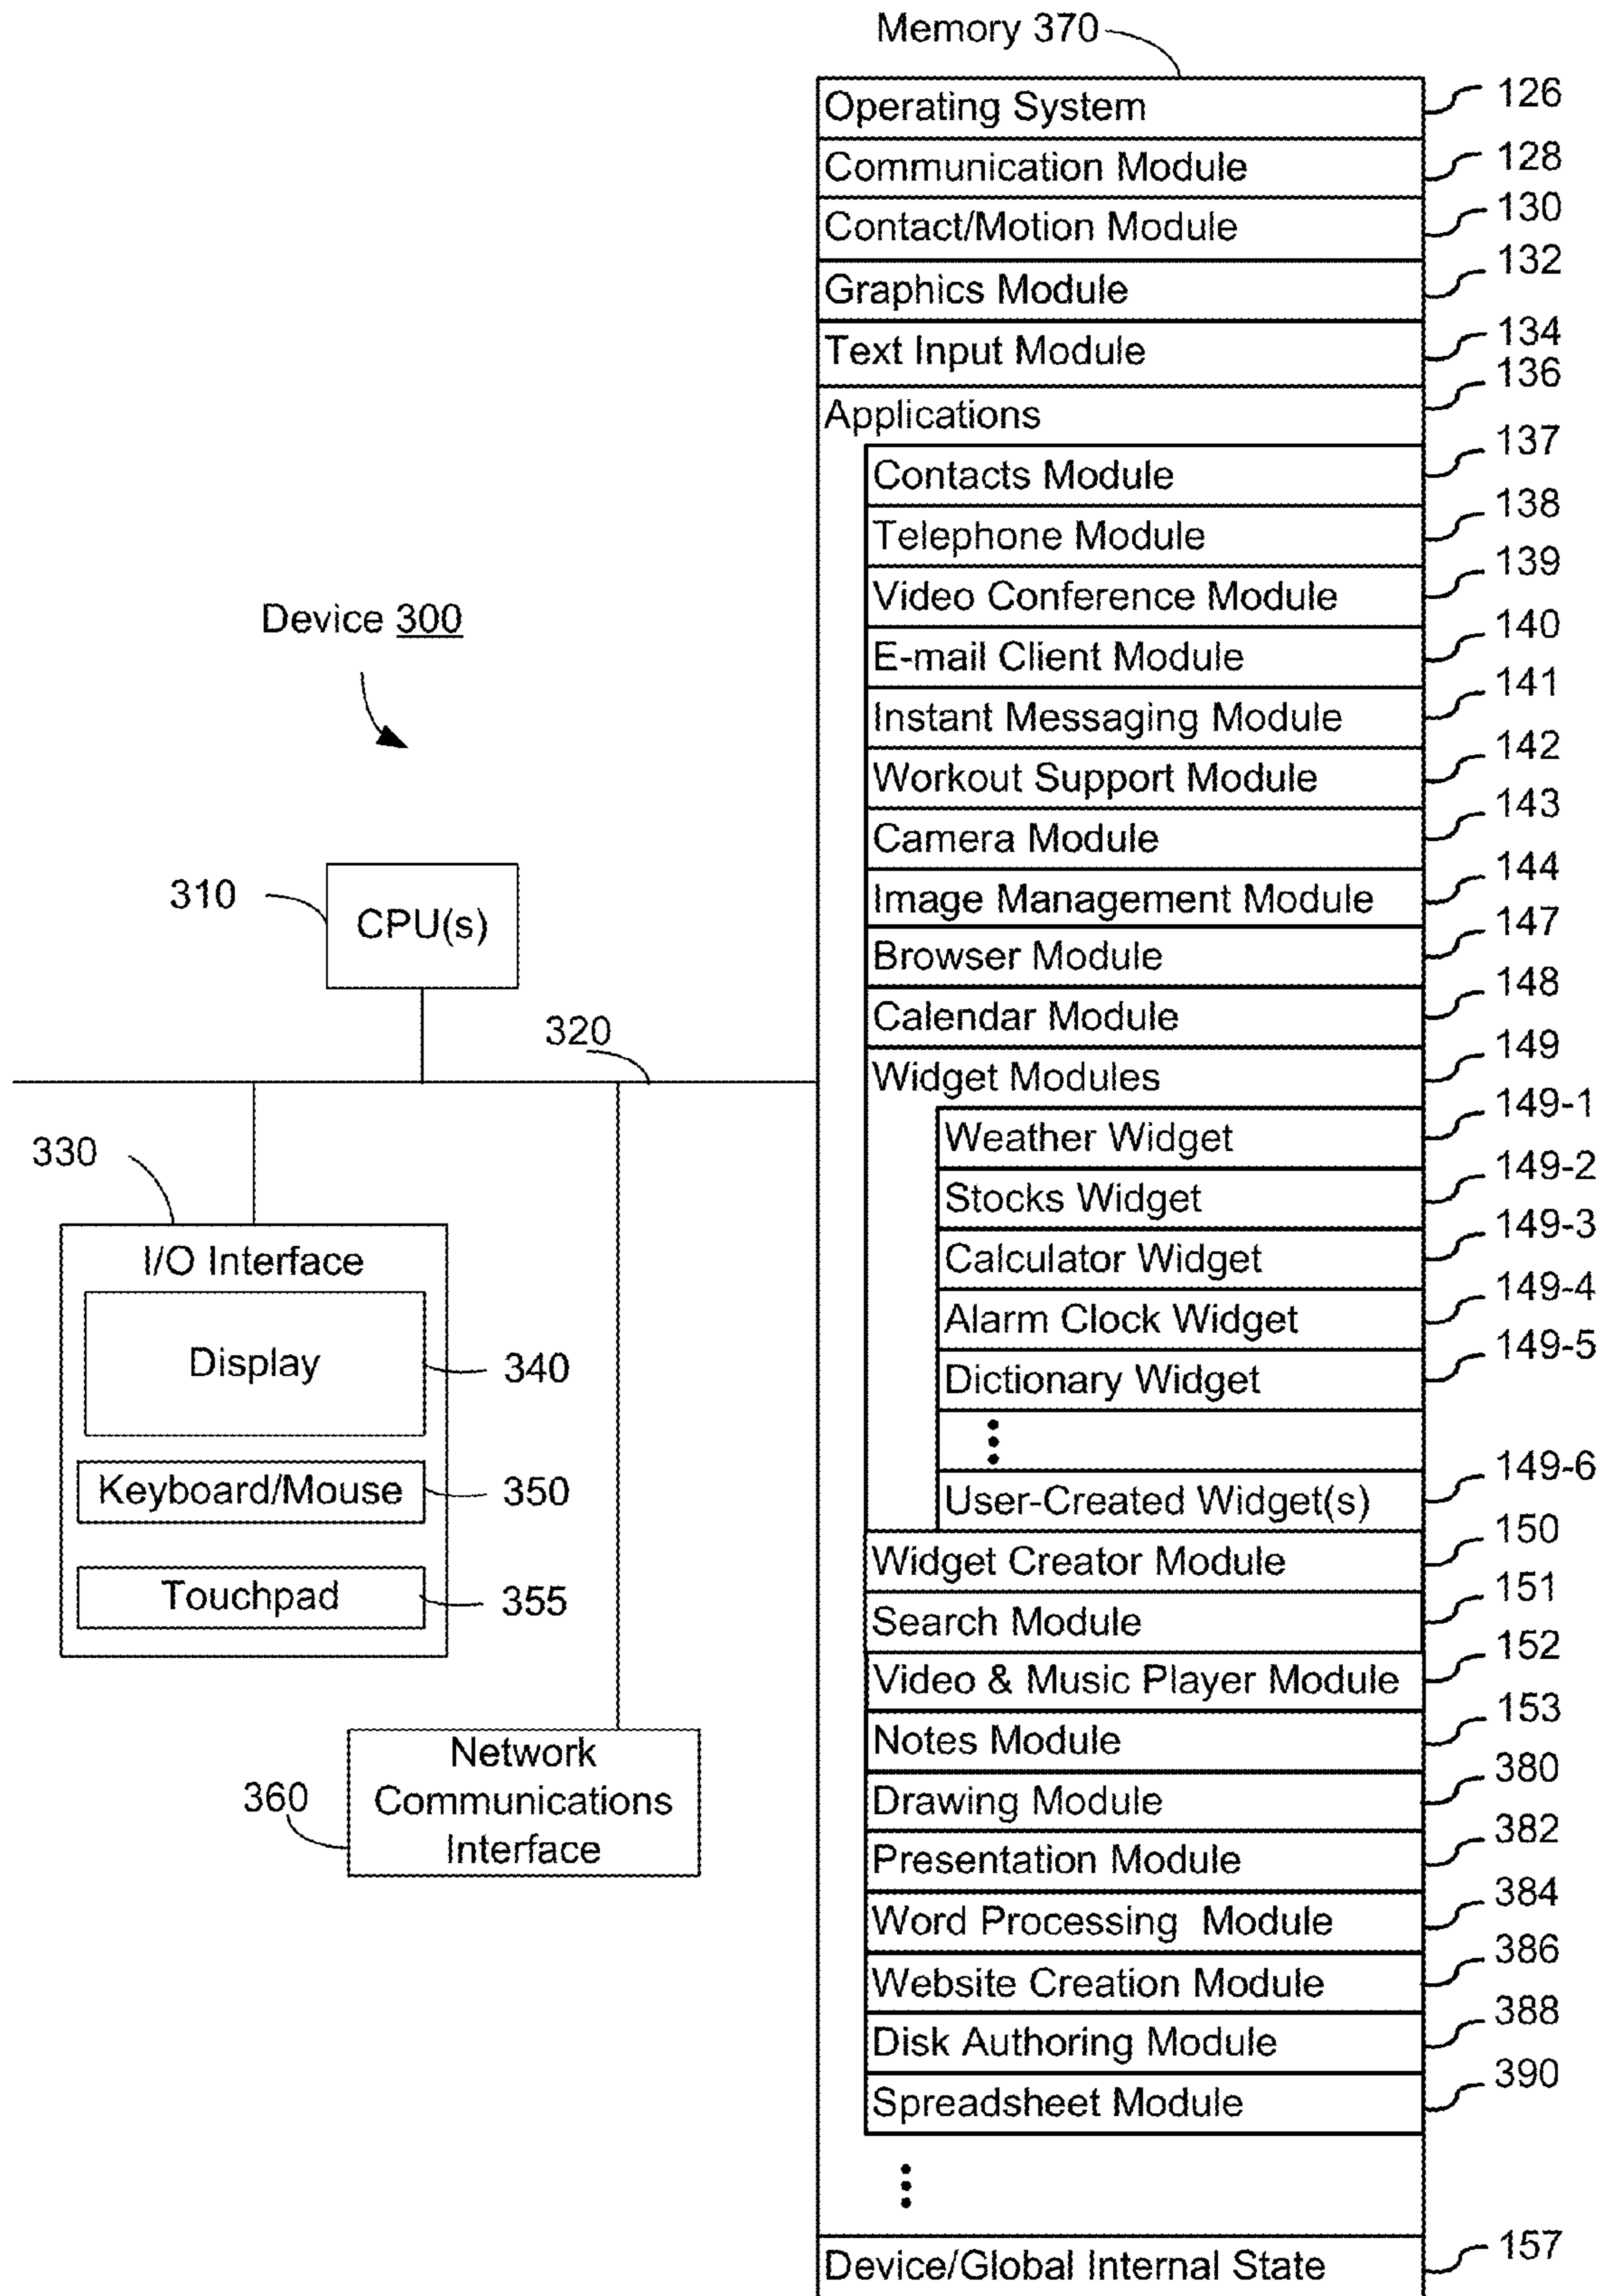 Memory 370
Operating System 126
Communication Module 128
Contact/Motion Module 130
Graphics Module 132
Text Input Module 134
Applications 136
Contacts Module 137
Telephone Module 138
Video Conference Module 139
E-mail Client Module 140
Instant Messaging Module 141
Workout Support Module 142
Camera Module 143
Image Management Module 144
Browser Module 147
Calendar Module 148
Widget Modules 149
Weather Widget 149-1
Stocks Widget 149-2
Calculator Widget 149-3
Alarm Clock Widget 149-4
Dictionary Widget 149-5
User-Created Widget(s) 149-6
Widget Creator Module 150
Search Module 151
Video & Music Player Module 152
Notes Module 153
Drawing Module 380
Presentation Module 382
Word Processing Module 384
Website Creation Module 386
Disk Authoring Module 388
Spreadsheet Module 390
Device/Global Internal State 157
Device 300
310
CPU(s)
320
330
I/O Interface
Display 340
Keyboard/Mouse 350
Touchpad 355
360
Network
Communications
Interface